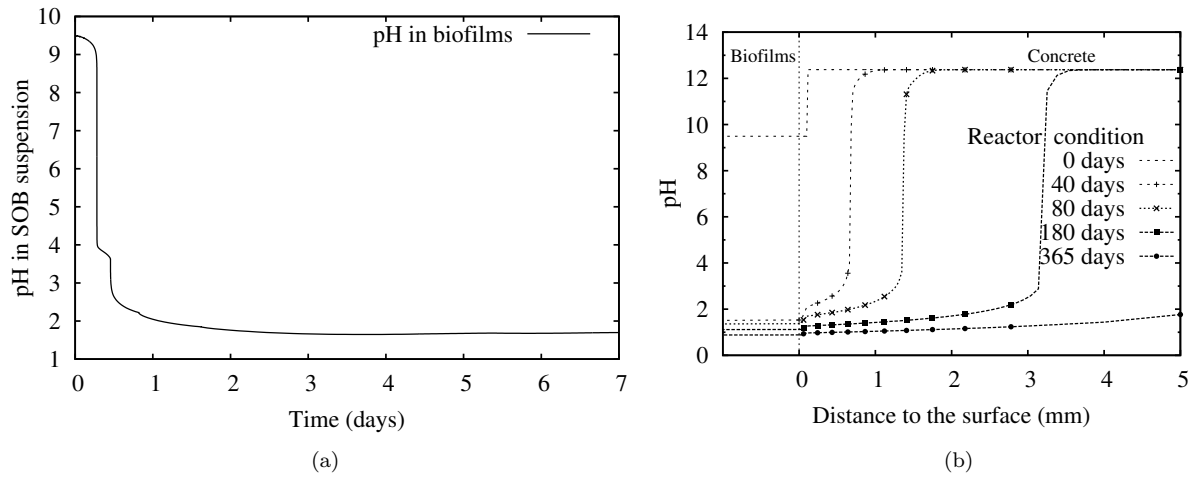 10
9
8
7
6
5
4
3
2
1
pH in SOB suspension
pH in biofilms
0 1 2 3 4 5 6 7
Time (days)
(a)
14
12
10
8
6
4
2
0
pH
Biofilms
Concrete
Reactor condition
0 days
40 days
80 days
180 days
365 days
0 1 2 3 4 5
Distance to the surface (mm)
(b)